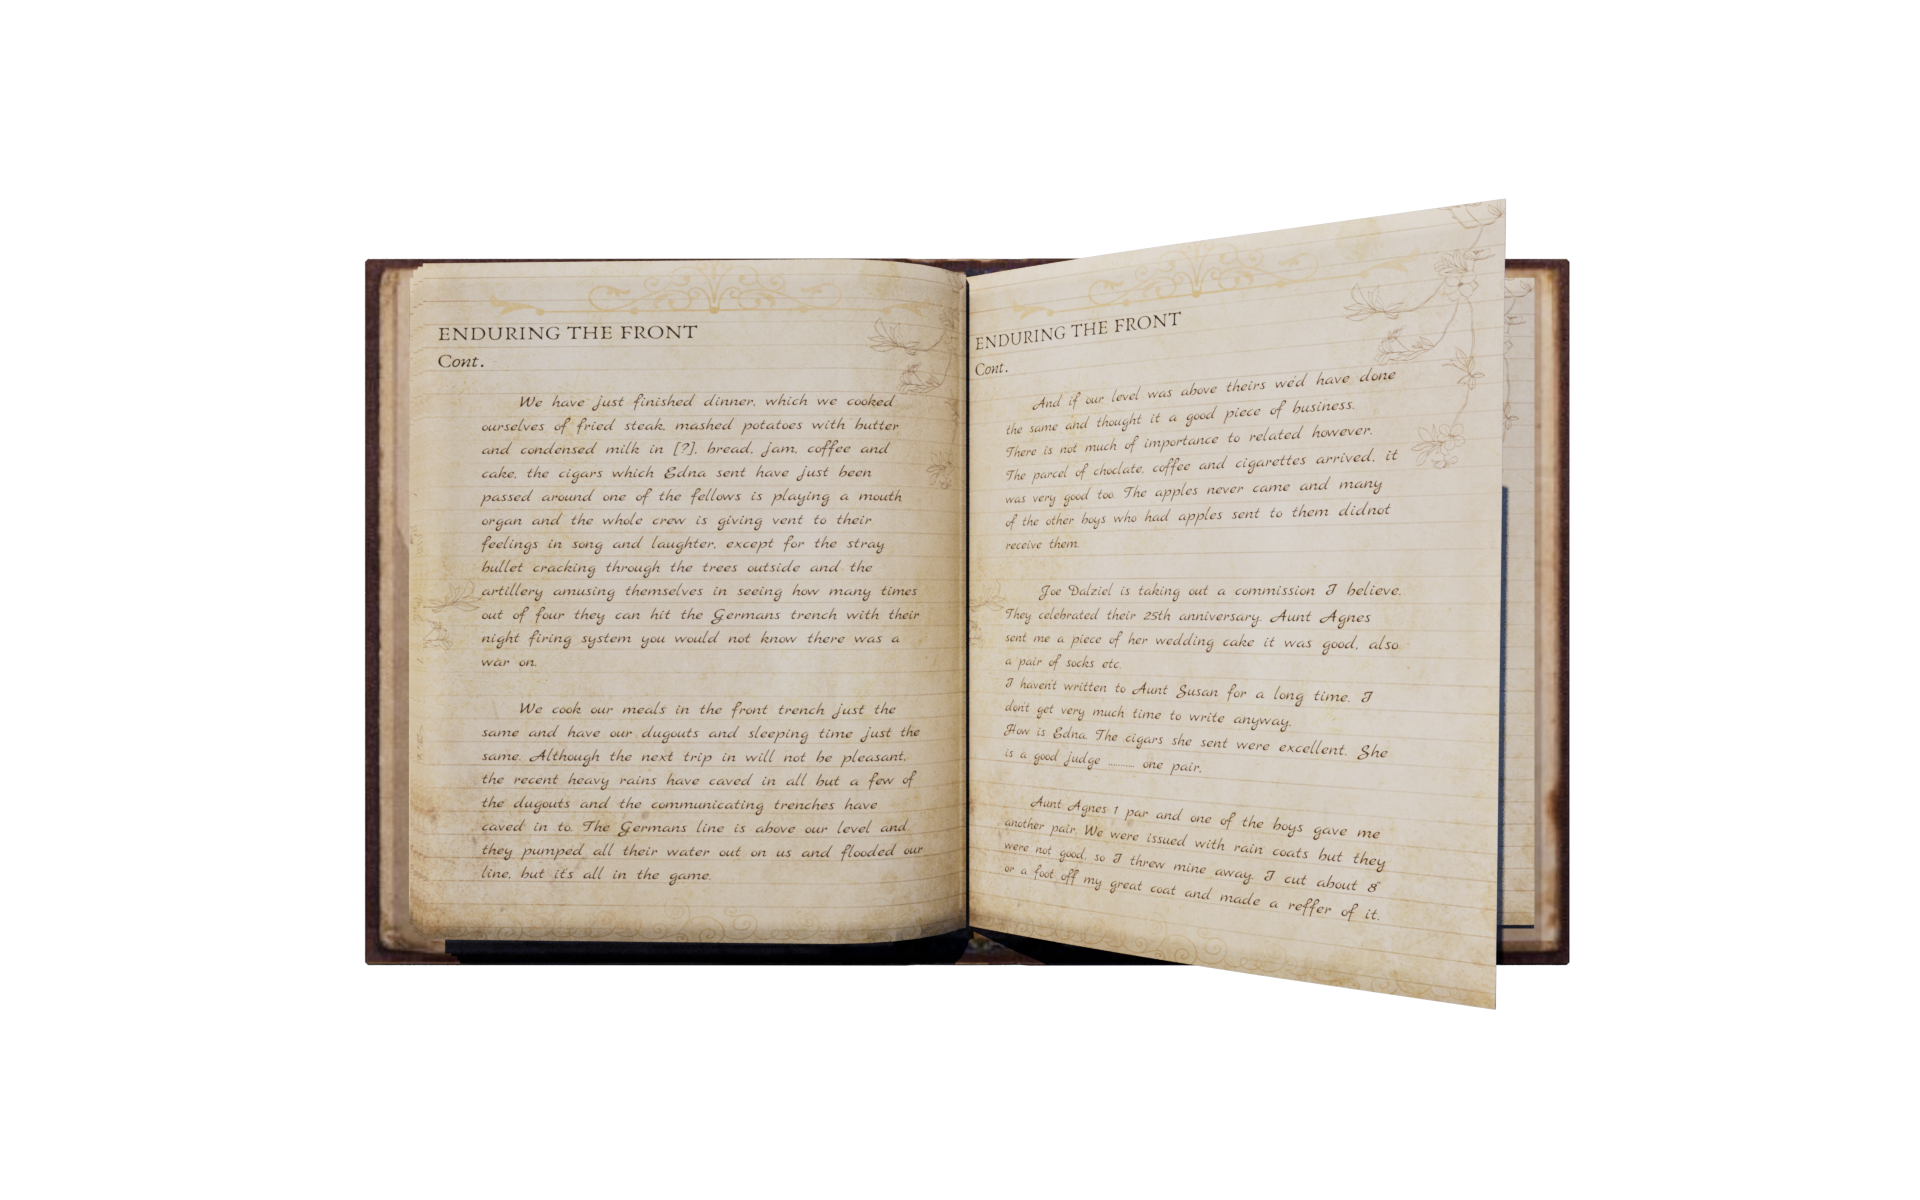 ENDURING THE FRONT
Cont.
We have just finished dinner, which we cooked
ourselves of fried steak, mashed potatoes with butter
and condensed milk in [?], bread, jam, coffee and
cake, the cigars which Edna sent have just been
passed around one of the fellows is playing a mouth
organ and the whole crew is giving vent to their
feelings in song and laughter, except for the stray
bullet cracking through the trees outside and the
artillery amusing themselves in seeing how many times
out of four they can hit the Germans trench with their
night firing system you would not know there was a
war on.
We cook our meals in the front trench just the
same and have our dugouts and sleeping time just the
same. Although the next trip in will not be pleasant,
the recent heavy rains have caved in all but a few of
the dugouts and the communicating trenches have
caved in to. The Germans line is above our level and
they pumped all their water out on us and flooded our
line, but it's all in the game.
ENDURING THE FRONT
Cont.
And if our level was above theirs we'd have done
the same and thought it a good piece of business.
There is not much of importance to related however.
The parcel of choclate, coffee and cigarettes arrived, it
was very good too. The apples never came and many
of the other boys who had apples sent to them didnot
receive them.
Joe Dalziel is taking out a commission I believe.
They celebrated their 25th anniversary. Aunt Agnes
sent me a piece of her wedding cake it was good, also
a pair of socks etc.
I haven't written to Aunt Susan for a long time. I
don't get very much time to write anyway.
How is Edna. The cigars she sent were excellent. She
is a good judge .......... one pair,
Aunt Agnes 1 par and one of the boys gave me
another pair. We were issued with rain coats but they
were not good, so I threw mine away. I cut about 8"
or a foot off my great coat and made a reffer of it.